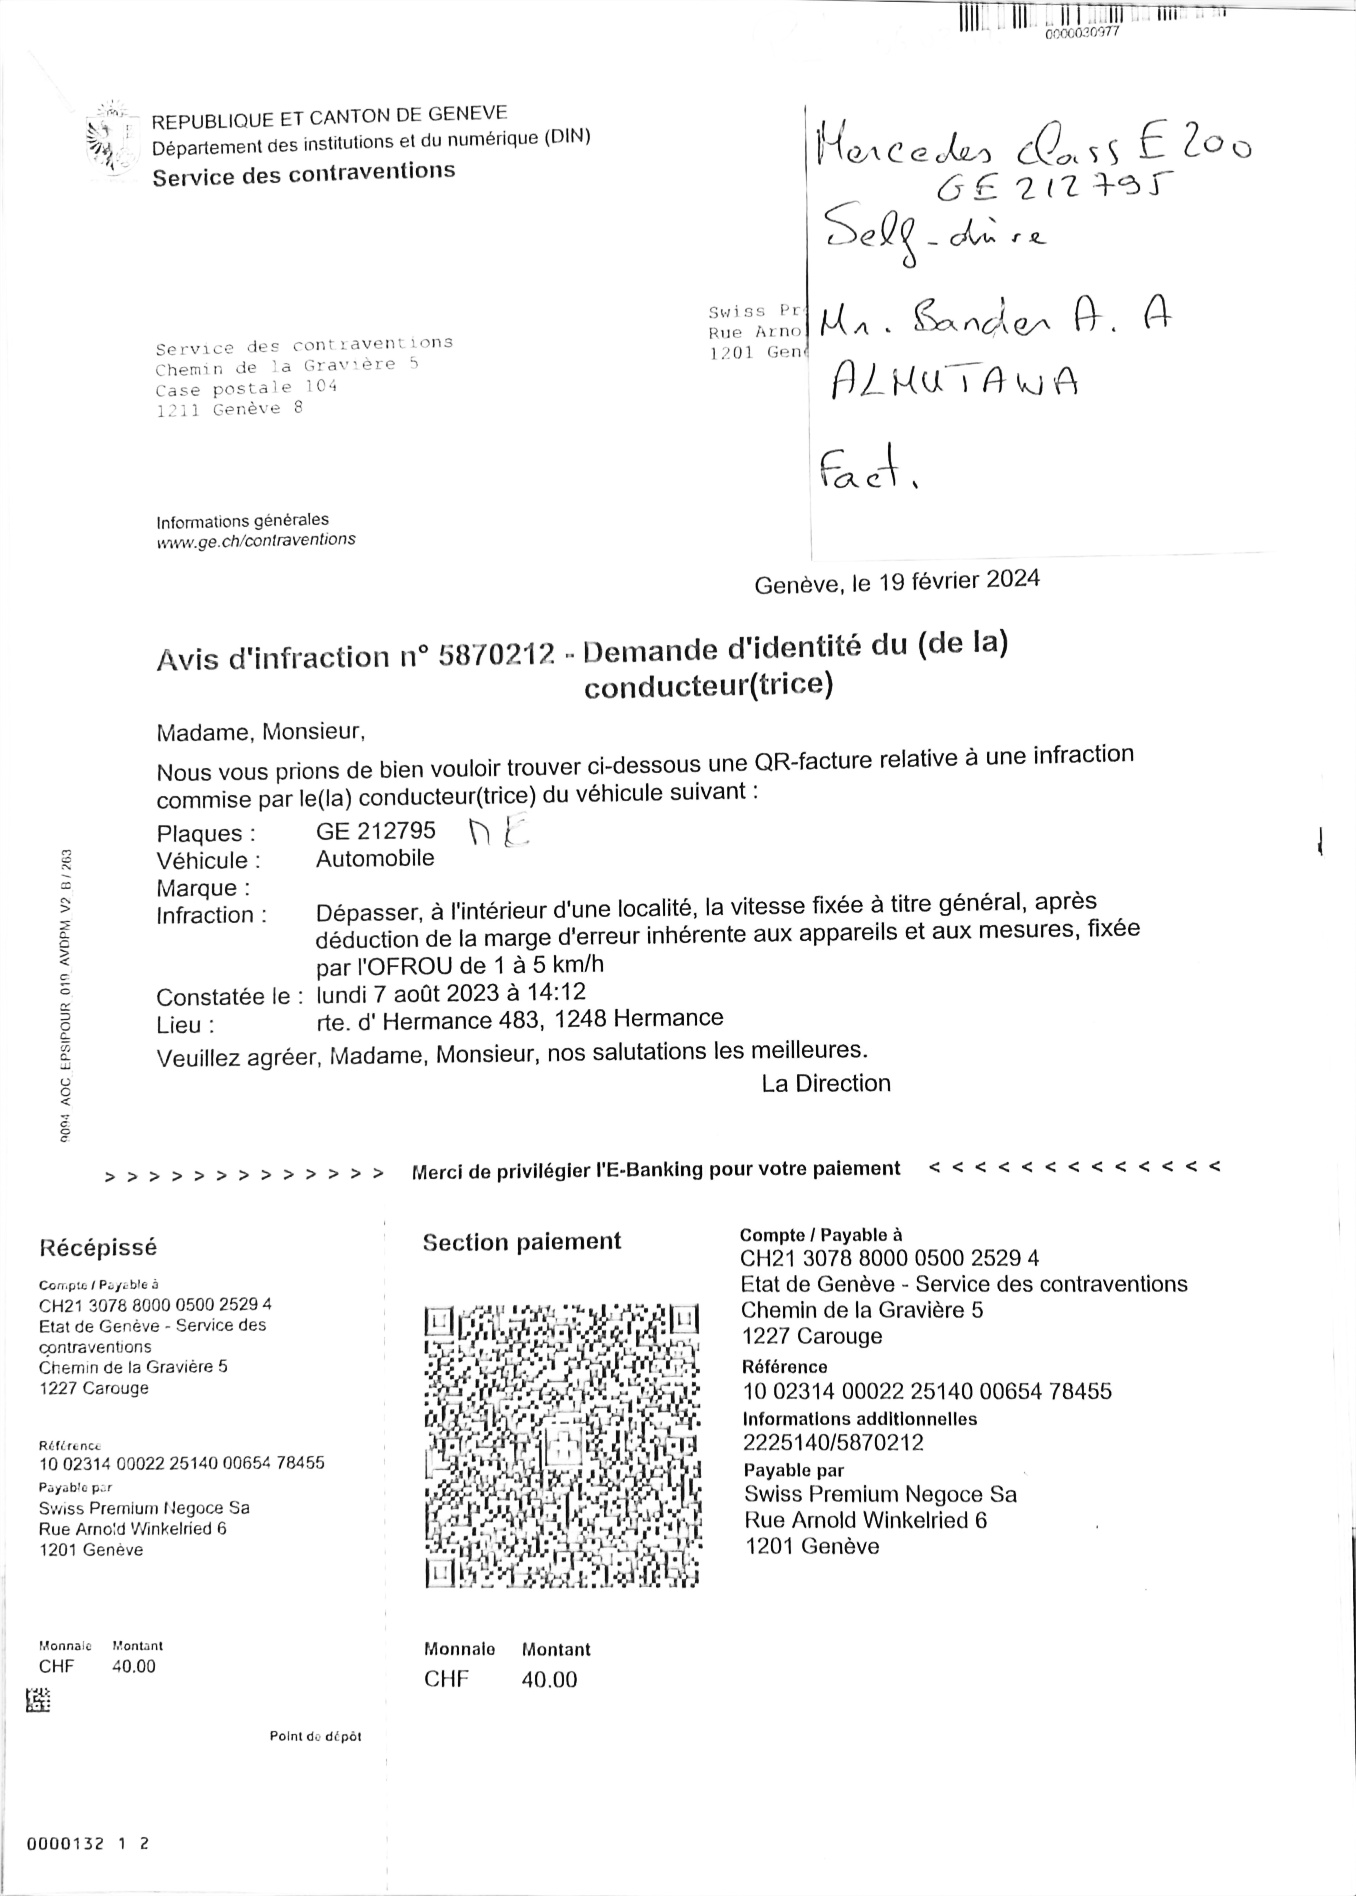 0000030977
REPUBLIQUE ET CANTON DE GENEVE
Département des institutions et du numérique (DIN)
Service des contraventions
Mercedes class E 200
GE 212795
Self-drive
Mr. Bander A. A
ALMUTAWA
Fact.
Service des contraventions
Chemin de la Gravière 5
Case postale 104
1211 Genève 8
Swiss Pr
Rue Arno
1201 Gen
Informations générales
www.ge.ch/contraventions
Genève, le 19 février 2024
Avis d'infraction n° 5870212 - Demande d'identité du (de la)
conducteur(trice)
Madame, Monsieur,
Nous vous prions de bien vouloir trouver ci-dessous une QR-facture relative à une infraction
commise par le(la) conducteur(trice) du véhicule suivant :
Plaques : GE 212795
Véhicule : Automobile
Marque :
Infraction : Dépasser, à l'intérieur d'une localité, la vitesse fixée à titre général, après
déduction de la marge d'erreur inhérente aux appareils et aux mesures, fixée
par l'OFROU de 1 à 5 km/h
Constatée le : lundi 7 août 2023 à 14:12
Lieu : rte. d' Hermance 483, 1248 Hermance
Veuillez agréer, Madame, Monsieur, nos salutations les meilleures.
La Direction
9094 AOC EPSIPOUR 019 AVDPM V2 B / 263
> > > > > > > > > > > > > Merci de privilégier l'E-Banking pour votre paiement < < < < < < < < < < < < <
Récépissé
Compte / Payable à
CH21 3078 8000 0500 2529 4
Etat de Genève - Service des
contraventions
Chemin de la Gravière 5
1227 Carouge
Référence
10 02314 00022 25140 00654 78455
Payable par
Swiss Premium Negoce Sa
Rue Arnold Winkelried 6
1201 Genève
Monnaie Montant
CHF 40.00
Point de dépôt
Section paiement
Monnaie Montant
CHF 40.00
Compte / Payable à
CH21 3078 8000 0500 2529 4
Etat de Genève - Service des contraventions
Chemin de la Gravière 5
1227 Carouge
Référence
10 02314 00022 25140 00654 78455
Informations additionnelles
2225140/5870212
Payable par
Swiss Premium Negoce Sa
Rue Arnold Winkelried 6
1201 Genève
0000132 1 2